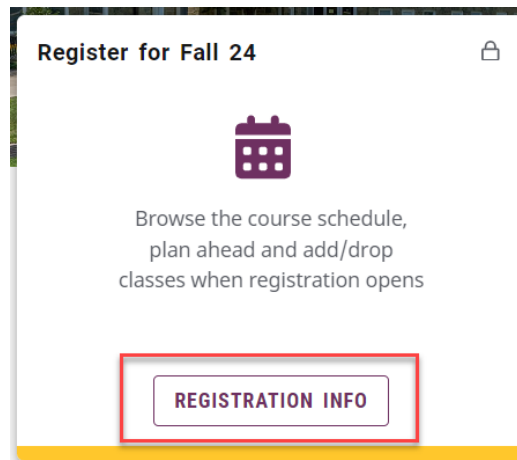 Register for Fall 24
Browse the course schedule,
plan ahead and add/drop
classes when registration opens
REGISTRATION INFO